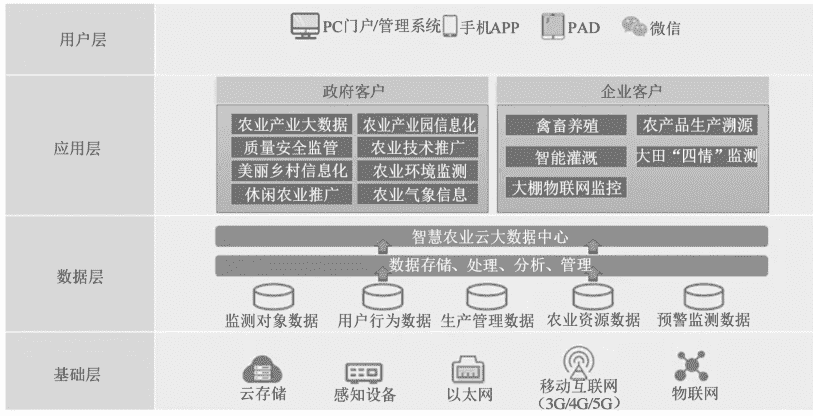 用户层
PC门户/管理系统
手机APP
PAD
微信
应用层
政府客户
农业产业大数据
农业产业园信息化
质量安全监管
农业技术推广
美丽乡村信息化
农业环境监测
休闲农业推广
农业气象信息
企业客户
禽畜养殖
农产品生产溯源
智能灌溉
大田“四情”监测
大棚物联网监控
数据层
智慧农业云大数据中心
数据存储、处理、分析、管理
监测对象数据
用户行为数据
生产管理数据
农业资源数据
预警监测数据
基础层
云存储
感知设备
以太网
移动互联网
（3G/4G/5G）
物联网